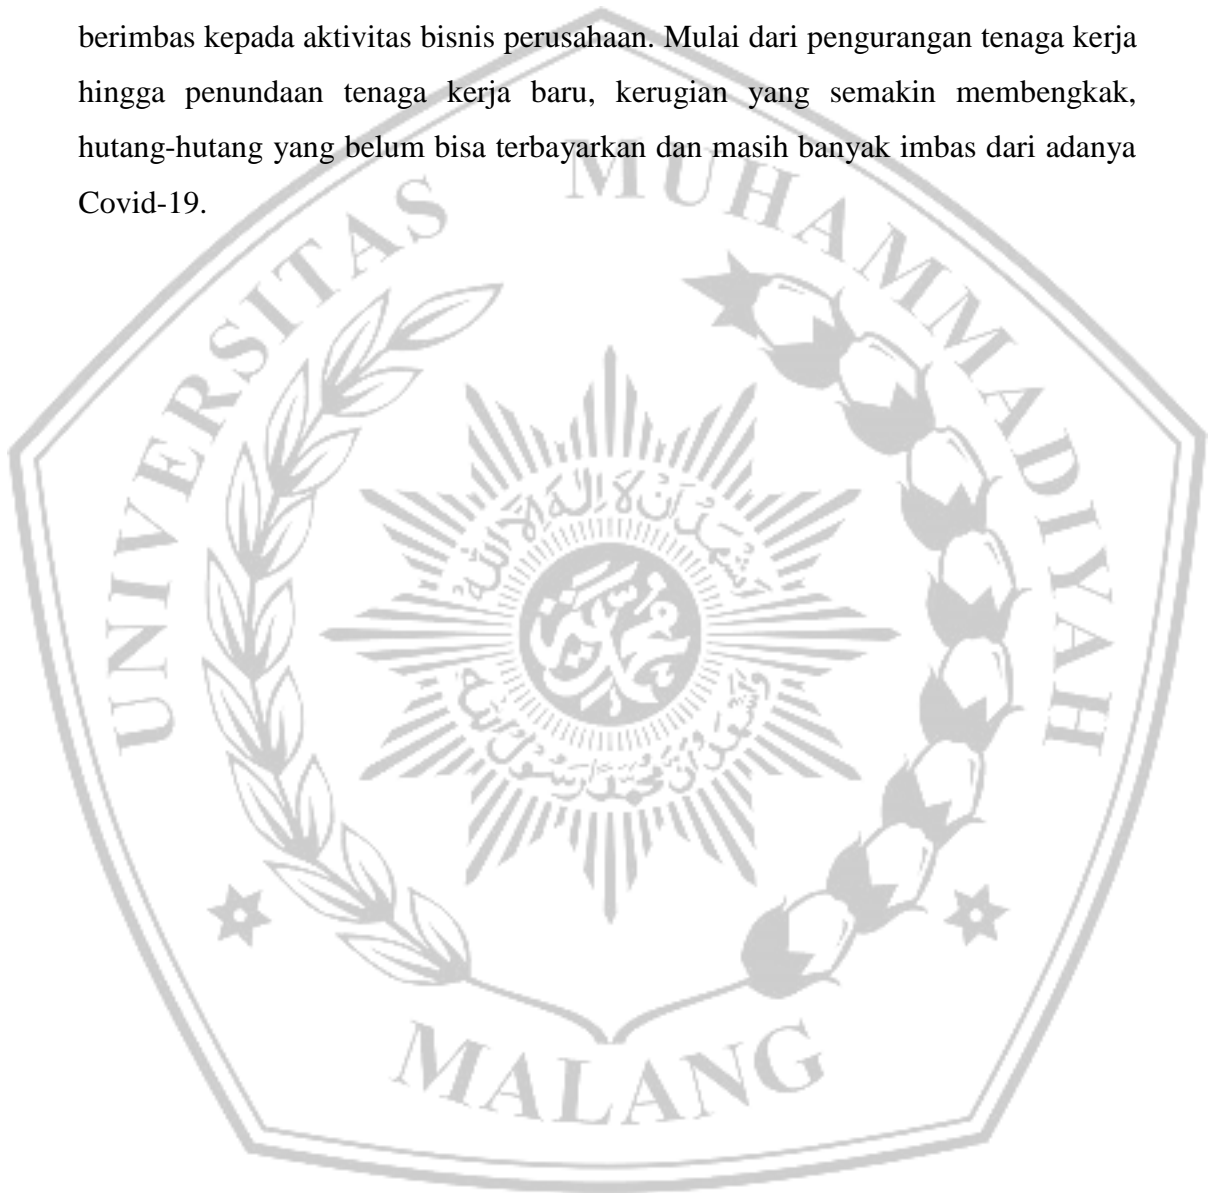 berimbas kepada aktivitas bisnis perusahaan. Mulai dari pengurangan tenaga kerja
hingga penundaan tenaga kerja baru, kerugian yang semakin membengkak,
hutang-hutang yang belum bisa terbayarkan dan masih banyak imbas dari adanya
Covid-19.
UNIVERSITAS MUHAMMADIYAH
MALANG